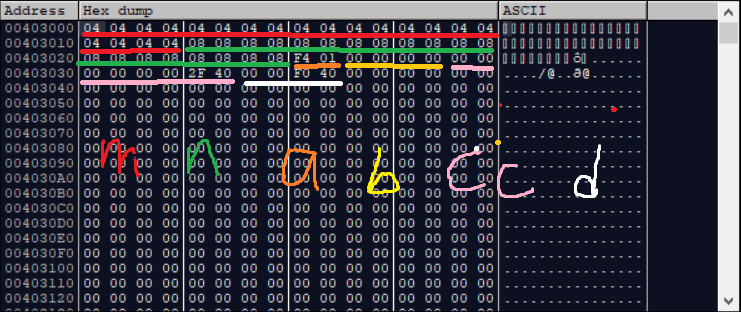 Address Hex dump ASCII
00403000 04 04 04 04 04 04 04 04 04 04 04 04 04 04 04 04
00403010 04 04 04 04 08 08 08 08 08 08 08 08 08 08 08 08
00403020 08 08 08 08 08 08 08 08 F4 01 00 00 00 00 00 00 ô......
00403030 00 00 00 00 2F 40 00 00 F0 40 00 00 00 00 00 00 ..../@..ð@......
00403040 00 00 00 00 00 00 00 00 00 00 00 00 00 00 00 00 ................
00403050 00 00 00 00 00 00 00 00 00 00 00 00 00 00 00 00 ................
00403060 00 00 00 00 00 00 00 00 00 00 00 00 00 00 00 00 ................
00403070 00 00 00 00 00 00 00 00 00 00 00 00 00 00 00 00 ................
00403080 00 00 00 00 00 00 00 00 00 00 00 00 00 00 00 00 ................
00403090 00 00 00 00 00 00 00 00 00 00 00 00 00 00 00 00 ................
m n a b c c d
004030A0 00 00 00 00 00 00 00 00 00 00 00 00 00 00 00 00 ................
004030B0 00 00 00 00 00 00 00 00 00 00 00 00 00 00 00 00 ................
004030C0 00 00 00 00 00 00 00 00 00 00 00 00 00 00 00 00 ................
004030D0 00 00 00 00 00 00 00 00 00 00 00 00 00 00 00 00 ................
004030E0 00 00 00 00 00 00 00 00 00 00 00 00 00 00 00 00 ................
004030F0 00 00 00 00 00 00 00 00 00 00 00 00 00 00 00 00 ................
00403100 00 00 00 00 00 00 00 00 00 00 00 00 00 00 00 00 ................
00403110 00 00 00 00 00 00 00 00 00 00 00 00 00 00 00 00 ................
00403120 00 00 00 00 00 00 00 00 00 00 00 00 00 00 00 00 ................